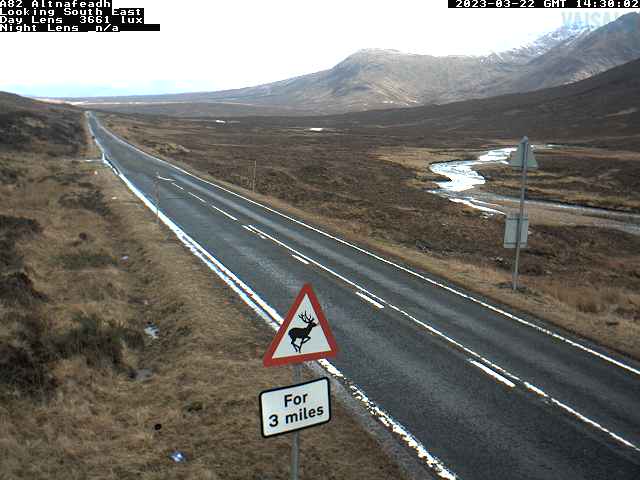 A82 Altnafeadh
Looking South East
Day Lens 3661 lux
Night Lens n/a
2023-03-22 GMT 14:30:02
VAISALA
For
3 miles